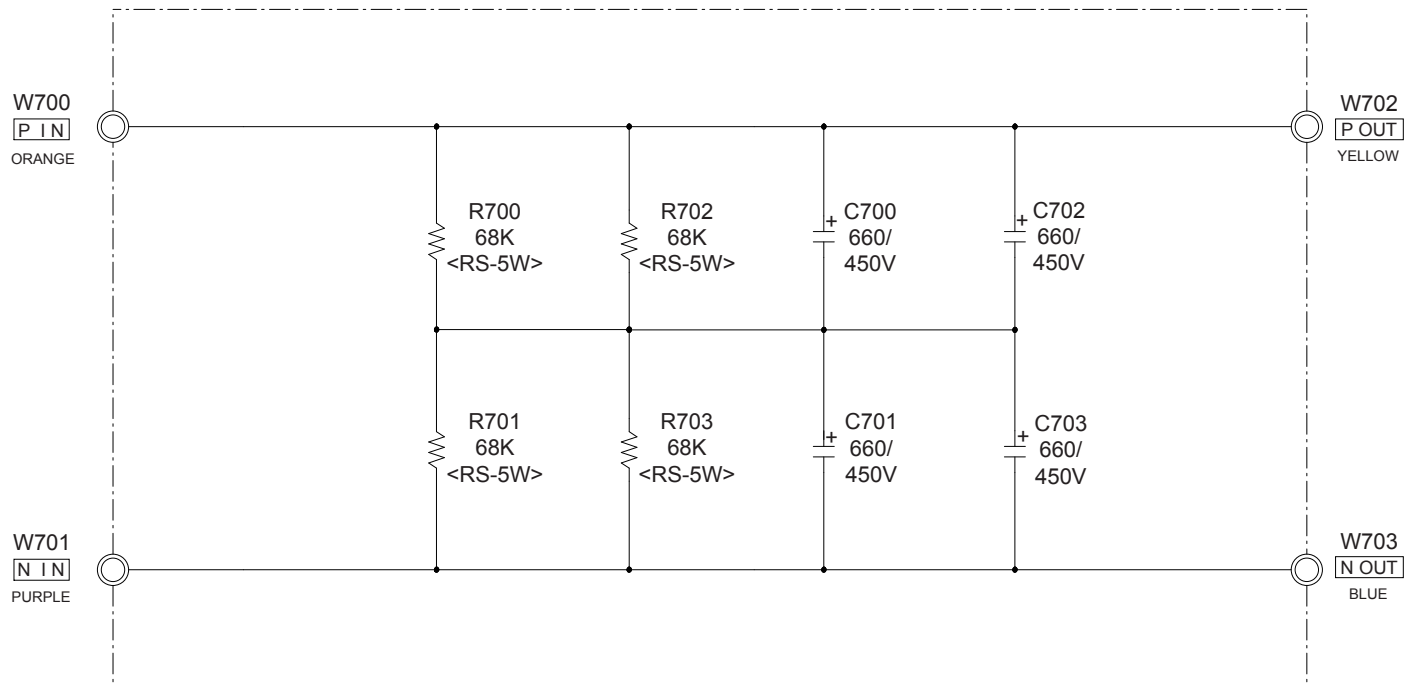 W700
P IN
ORANGE
W702
P OUT
YELLOW
R700
68K
<RS-5W>
R702
68K
<RS-5W>
+
C700
660/
450V
+
C702
660/
450V
R701
68K
<RS-5W>
R703
68K
<RS-5W>
+
C701
660/
450V
+
C703
660/
450V
W701
N IN
PURPLE
W703
N OUT
BLUE